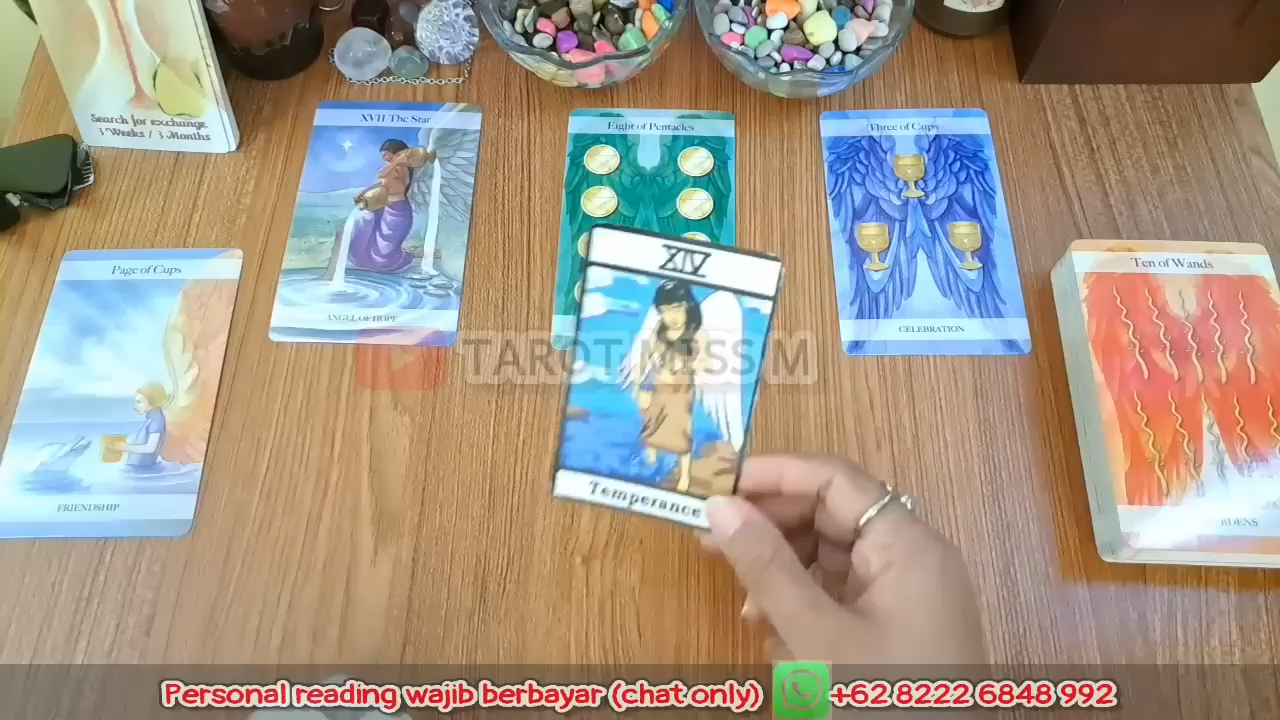 Search for exchange
3 Weeks / 3 Months
XVII The Star
ANGEL OF HOPE
Eight of Pentacles
Three of Cups
CELEBRATION
Page of Cups
FRIENDSHIP
Ten of Wands
XIV
Temperance
TAROT MISS M
Personal reading wajib berbayar (chat only) +62 8222 6848 992